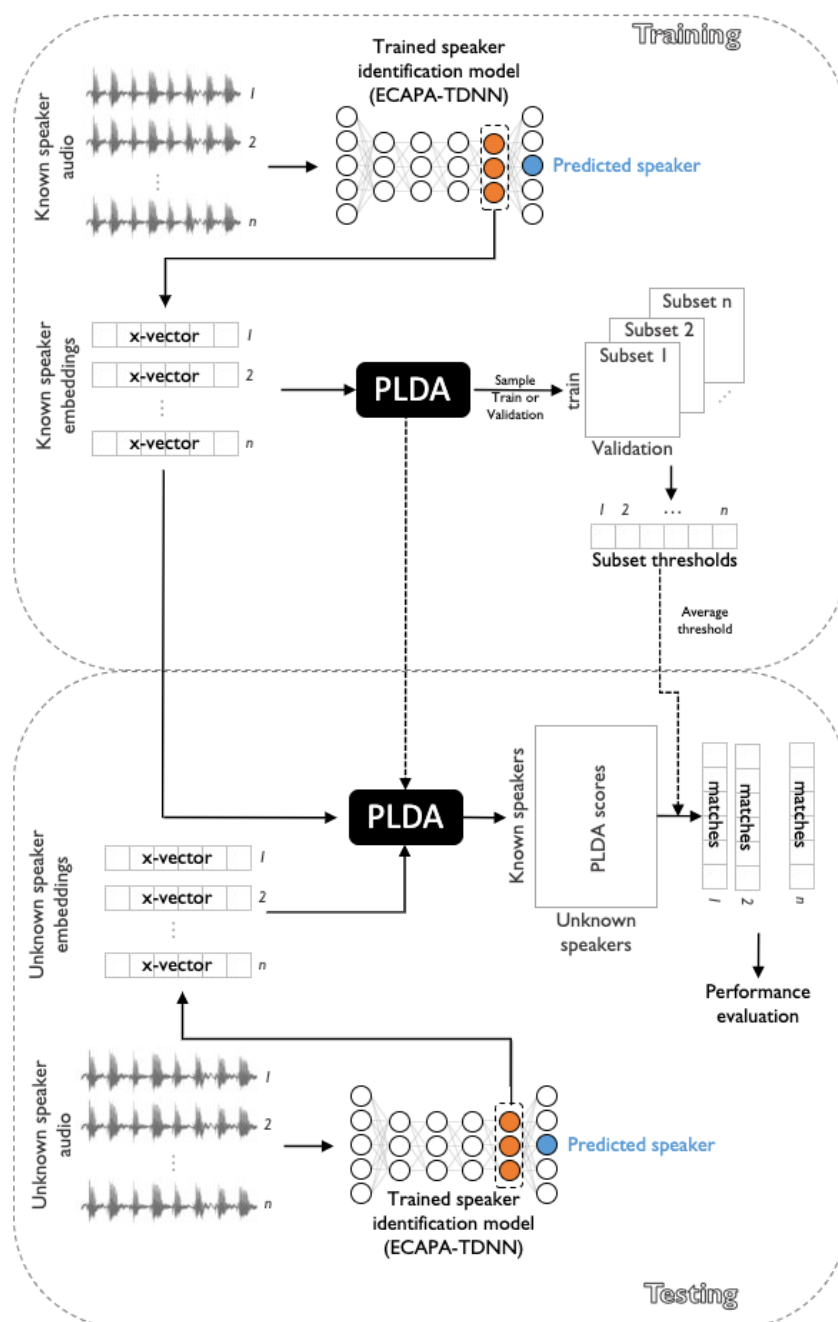 Training
Trained speaker
identification model
(ECAPA-TDNN)
Known speaker
audio
1
2
n
Predicted speaker
Known speaker
embeddings
x-vector
1
x-vector
2
x-vector
n
PLDA
Sample
Train or
Validation
Subset n
Subset 2
Subset 1
train
Validation
1 2 ... n
Subset thresholds
Average
threshold
Unknown speaker
embeddings
x-vector
1
x-vector
2
x-vector
n
PLDA
Known speakers
PLDA scores
Unknown
speakers
matches
matches
matches
1
2
n
Performance
evaluation
Unknown speaker
audio
1
2
n
Predicted speaker
Trained speaker
identification model
(ECAPA-TDNN)
Testing